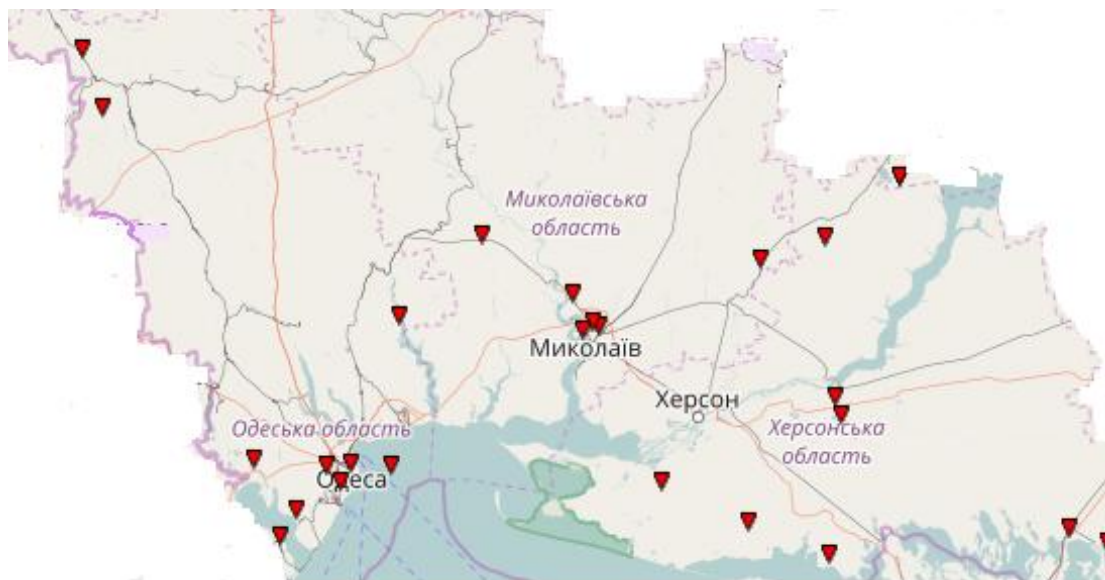 Миколаївська
область
Миколаїв
Херсон
Одеська область
Херсонська
область
Одеса